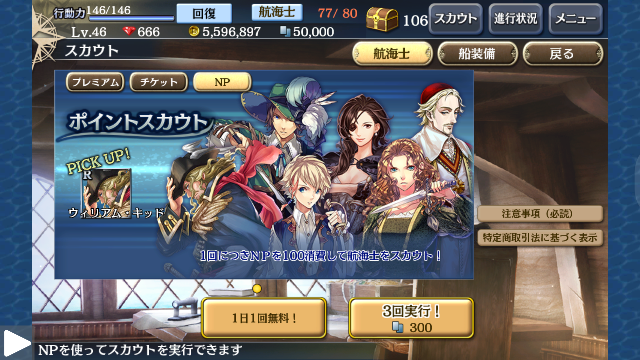 行動力 146/146 回復 航海士 77/ 80 106 スカウト 進行状況 メニュー
Lv.46 666 5,596,897 50,000
スカウト 航海士 船装備 戻る
プレミアム チケット NP
ポイントスカウト
PICK UP!
R
ウィリアム・キッド
注意事項（必読）
特定商取引法に基づく表示
1回につきNPを100消費して航海士をスカウト！
1日1回無料！
3回実行！
300
NPを使ってスカウトを実行できます